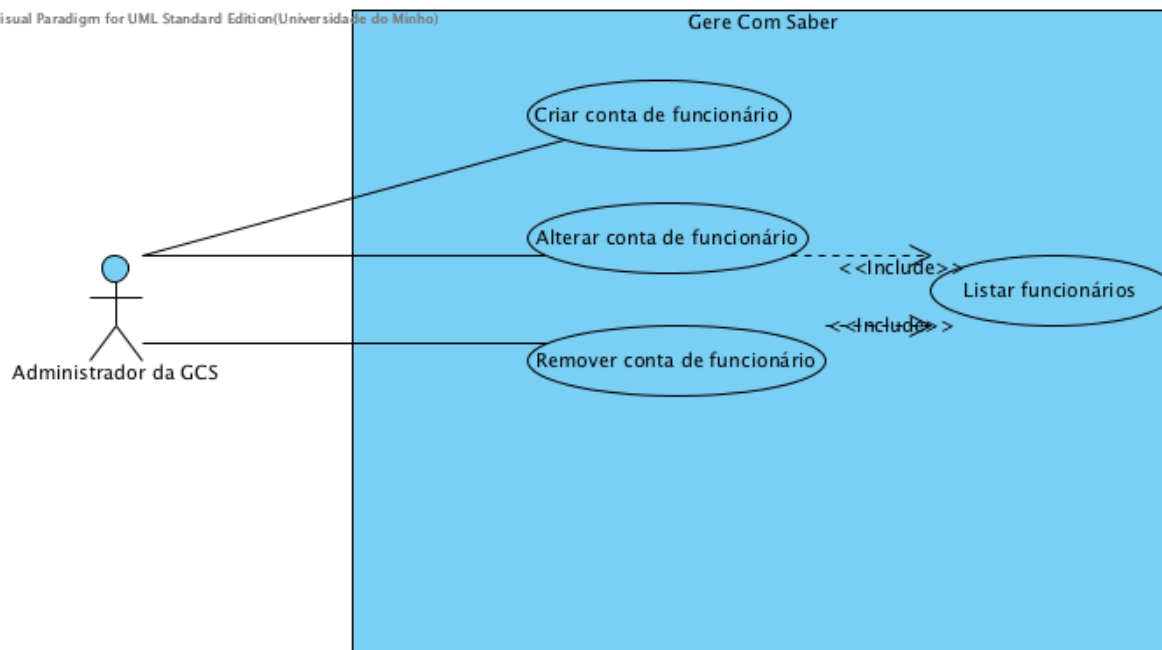 isual Paradigm for UML Standard Edition(Universidade do Minho)
Gere Com Saber
Criar conta de funcionário
Alterar conta de funcionário
<<Include>>
Listar funcionários
<<Include>>
Remover conta de funcionário
Administrador da GCS